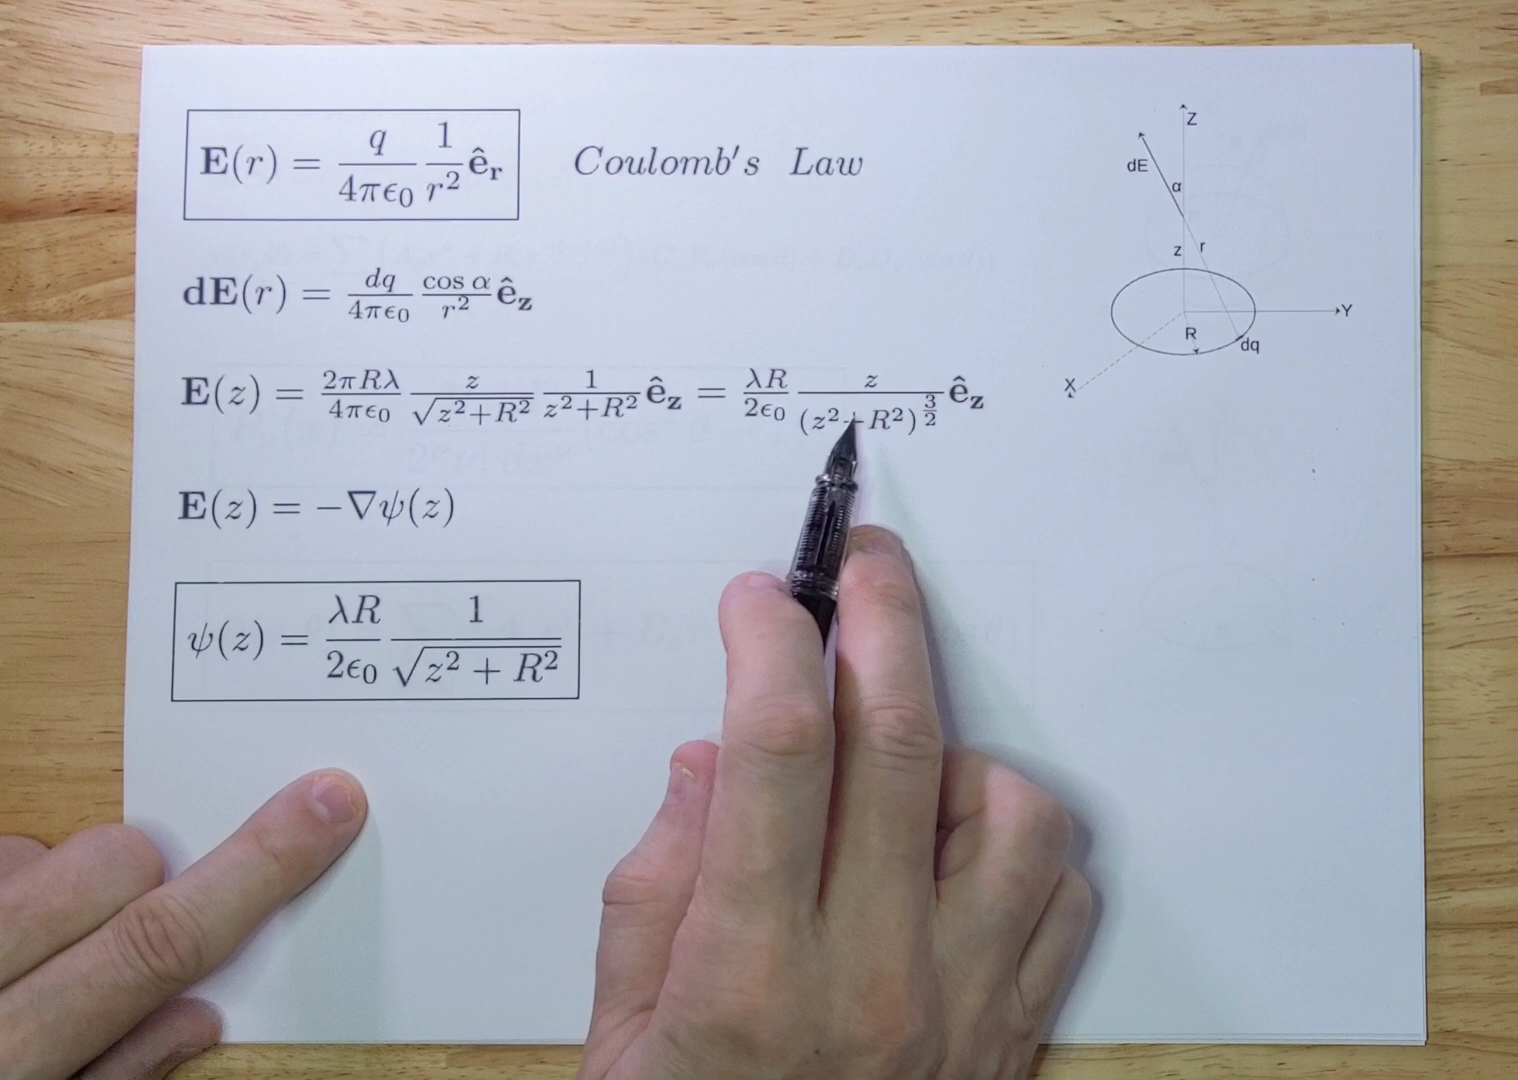 E(r) = q/4πϵ₀ 1/r² ê_r Coulomb's Law
dE(r) = dq/4πϵ₀ cos α/r² ê_z
E(z) = 2πRλ/4πϵ₀ z/√(z²+R²) 1/(z²+R²) ê_z = λR/2ϵ₀ z/(z²+R²)^(3/2) ê_z
E(z) = −∇ψ(z)
ψ(z) = λR/2ϵ₀ 1/√(z² + R²)
Z
dE
α
z r
Y
R
dq
X